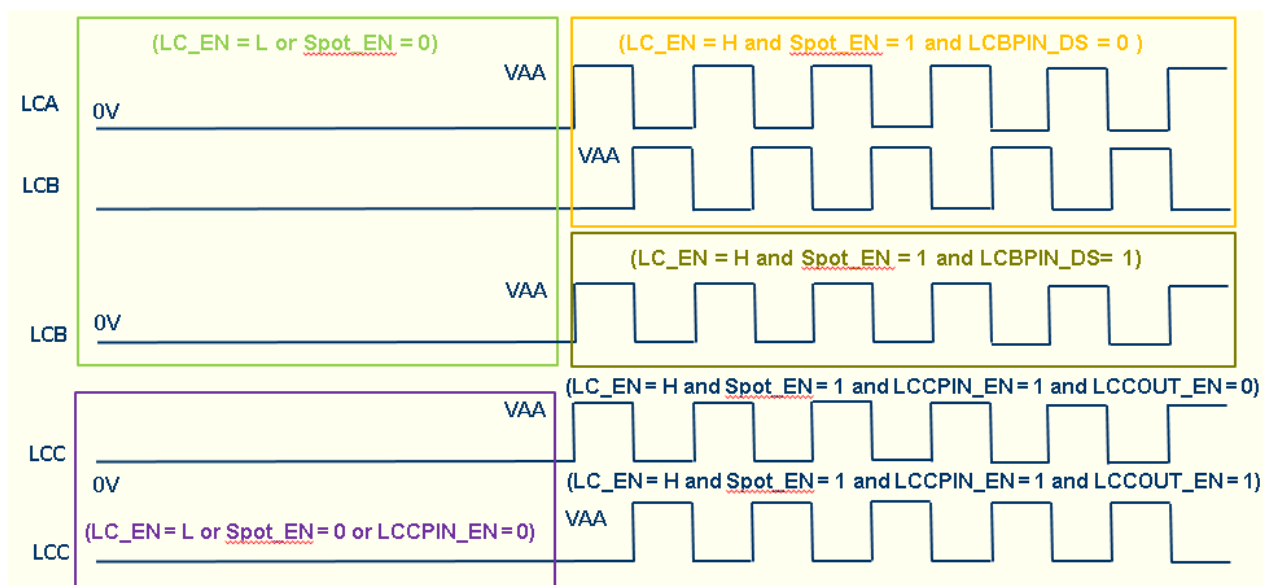 (LC_EN = L or Spot_EN = 0)
(LC_EN = H and Spot_EN = 1 and LCBPIN_DS = 0 )
VAA
LCA
0V
VAA
LCB
(LC_EN = H and Spot_EN = 1 and LCBPIN_DS= 1)
VAA
0V
LCB
(LC_EN = H and Spot_EN = 1 and LCCPIN_EN = 1 and LCCOUT_EN = 0)
VAA
LCC
0V
(LC_EN = H and Spot_EN = 1 and LCCPIN_EN = 1 and LCCOUT_EN = 1)
VAA
(LC_EN = L or Spot_EN = 0 or LCCPIN_EN = 0)
LCC